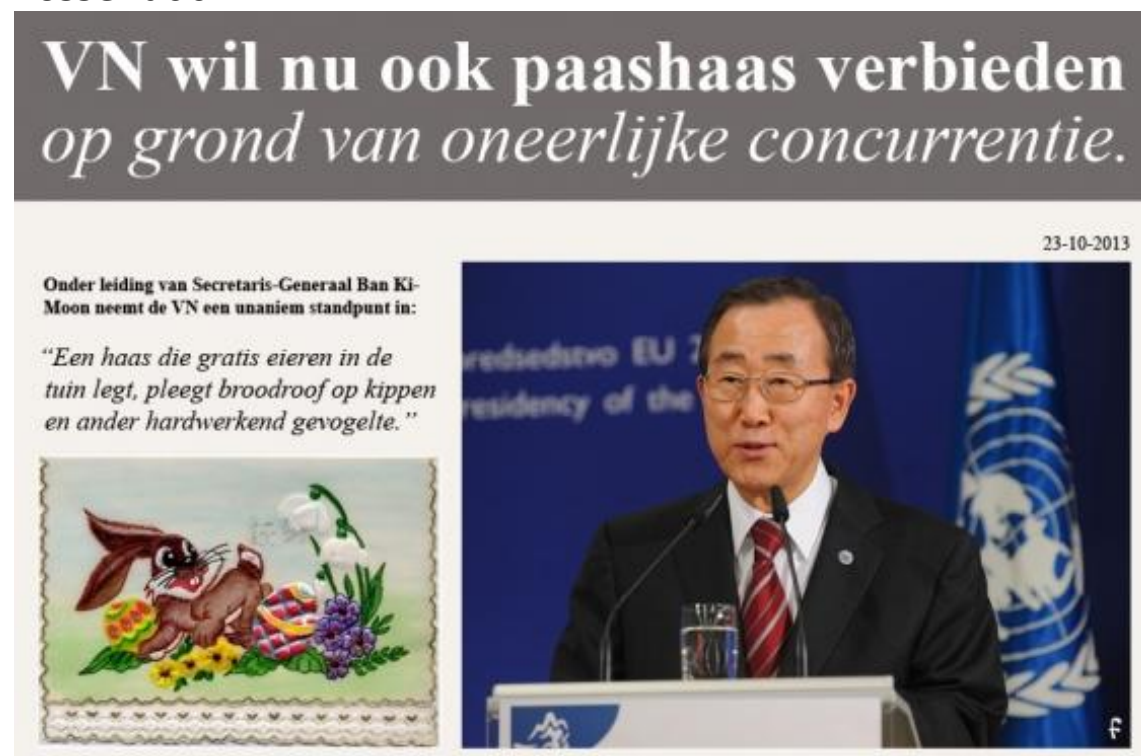 VN wil nu ook paashaas verbieden
op grond van oneerlijke concurrentie.
23-10-2013
Onder leiding van Secretaris-Generaal Ban Ki-
Moon neemt de VN een unaniem standpunt in:
“Een haas die gratis eieren in de
tuin legt, pleegt broodroof op kippen
en ander hardwerkend gevogelte.”
redsedstvo EU
residency of the
f